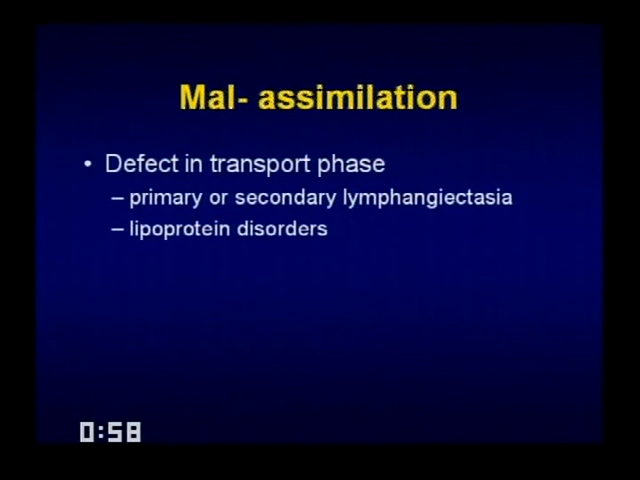 Mal- assimilation
• Defect in transport phase
– primary or secondary lymphangiectasia
– lipoprotein disorders
0:58